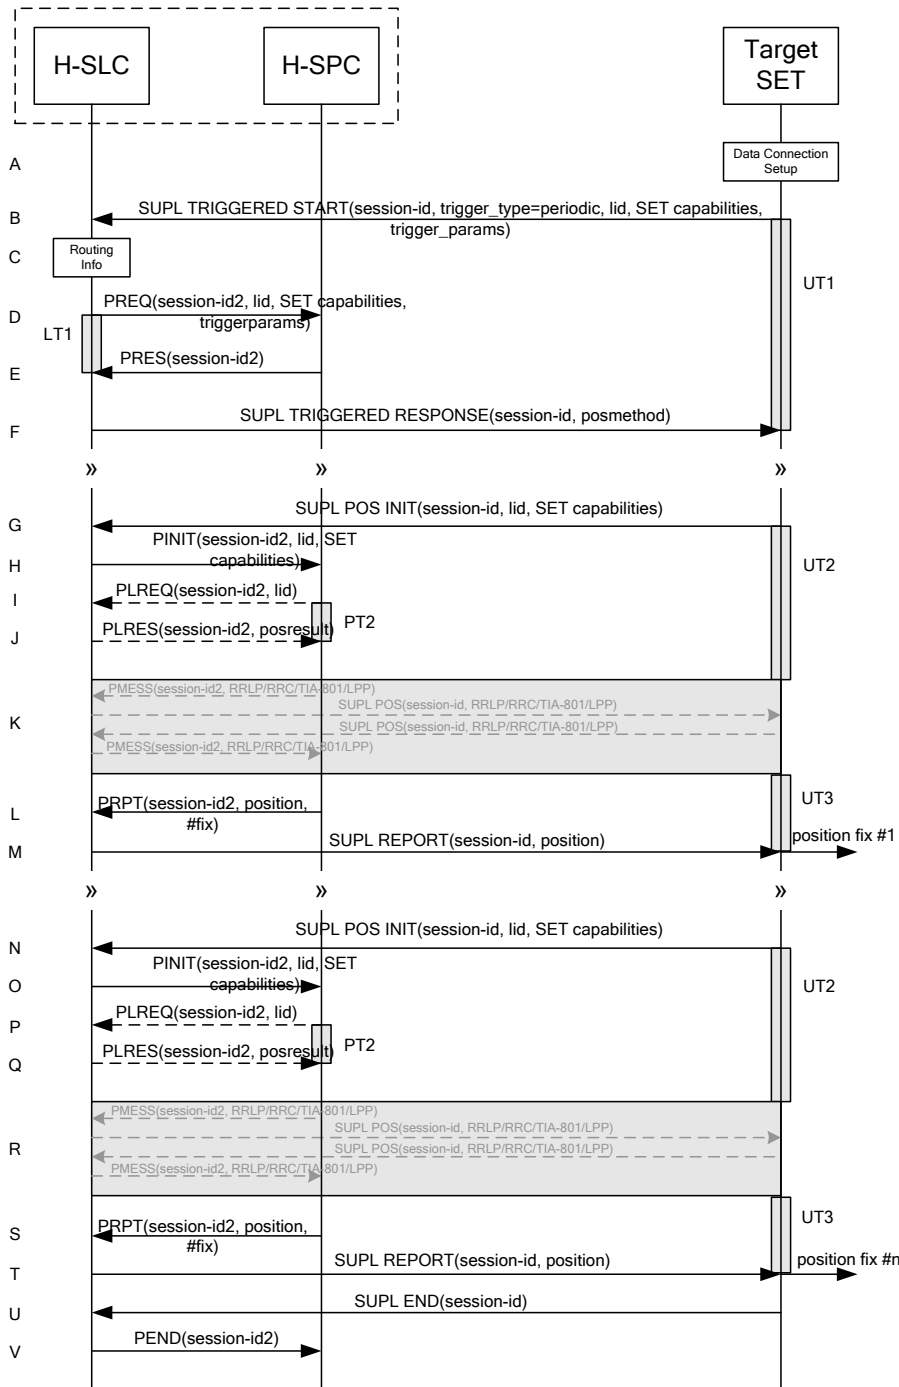 H-SLC
H-SPC
Target
SET
A
Data Connection
Setup
B
SUPL TRIGGERED START(session-id, trigger_type=periodic, lid, SET capabilities,
trigger_params)
C
Routing
Info
UT1
D
PREQ(session-id2, lid, SET capabilities,
triggerparams)
LT1
E
PRES(session-id2)
F
SUPL TRIGGERED RESPONSE(session-id, posmethod)
» » »
G
SUPL POS INIT(session-id, lid, SET capabilities)
H
PINIT(session-id2, lid, SET
capabilities)
UT2
I
PLREQ(session-id2, lid)
J
PLRES(session-id2, posresult)
PT2
K
PMESS(session-id2, RRLP/RRC/TIA-801/LPP)
SUPL POS(session-id, RRLP/RRC/TIA-801/LPP)
SUPL POS(session-id, RRLP/RRC/TIA-801/LPP)
PMESS(session-id2, RRLP/RRC/TIA-801/LPP)
L
PRPT(session-id2, position,
#fix)
UT3
M
SUPL REPORT(session-id, position)
position fix #1
» » »
N
SUPL POS INIT(session-id, lid, SET capabilities)
O
PINIT(session-id2, lid, SET
capabilities)
UT2
P
PLREQ(session-id2, lid)
Q
PLRES(session-id2, posresult)
PT2
R
PMESS(session-id2, RRLP/RRC/TIA-801/LPP)
SUPL POS(session-id, RRLP/RRC/TIA-801/LPP)
SUPL POS(session-id, RRLP/RRC/TIA-801/LPP)
PMESS(session-id2, RRLP/RRC/TIA-801/LPP)
S
PRPT(session-id2, position,
#fix)
UT3
T
SUPL REPORT(session-id, position)
position fix #n
U
SUPL END(session-id)
V
PEND(session-id2)